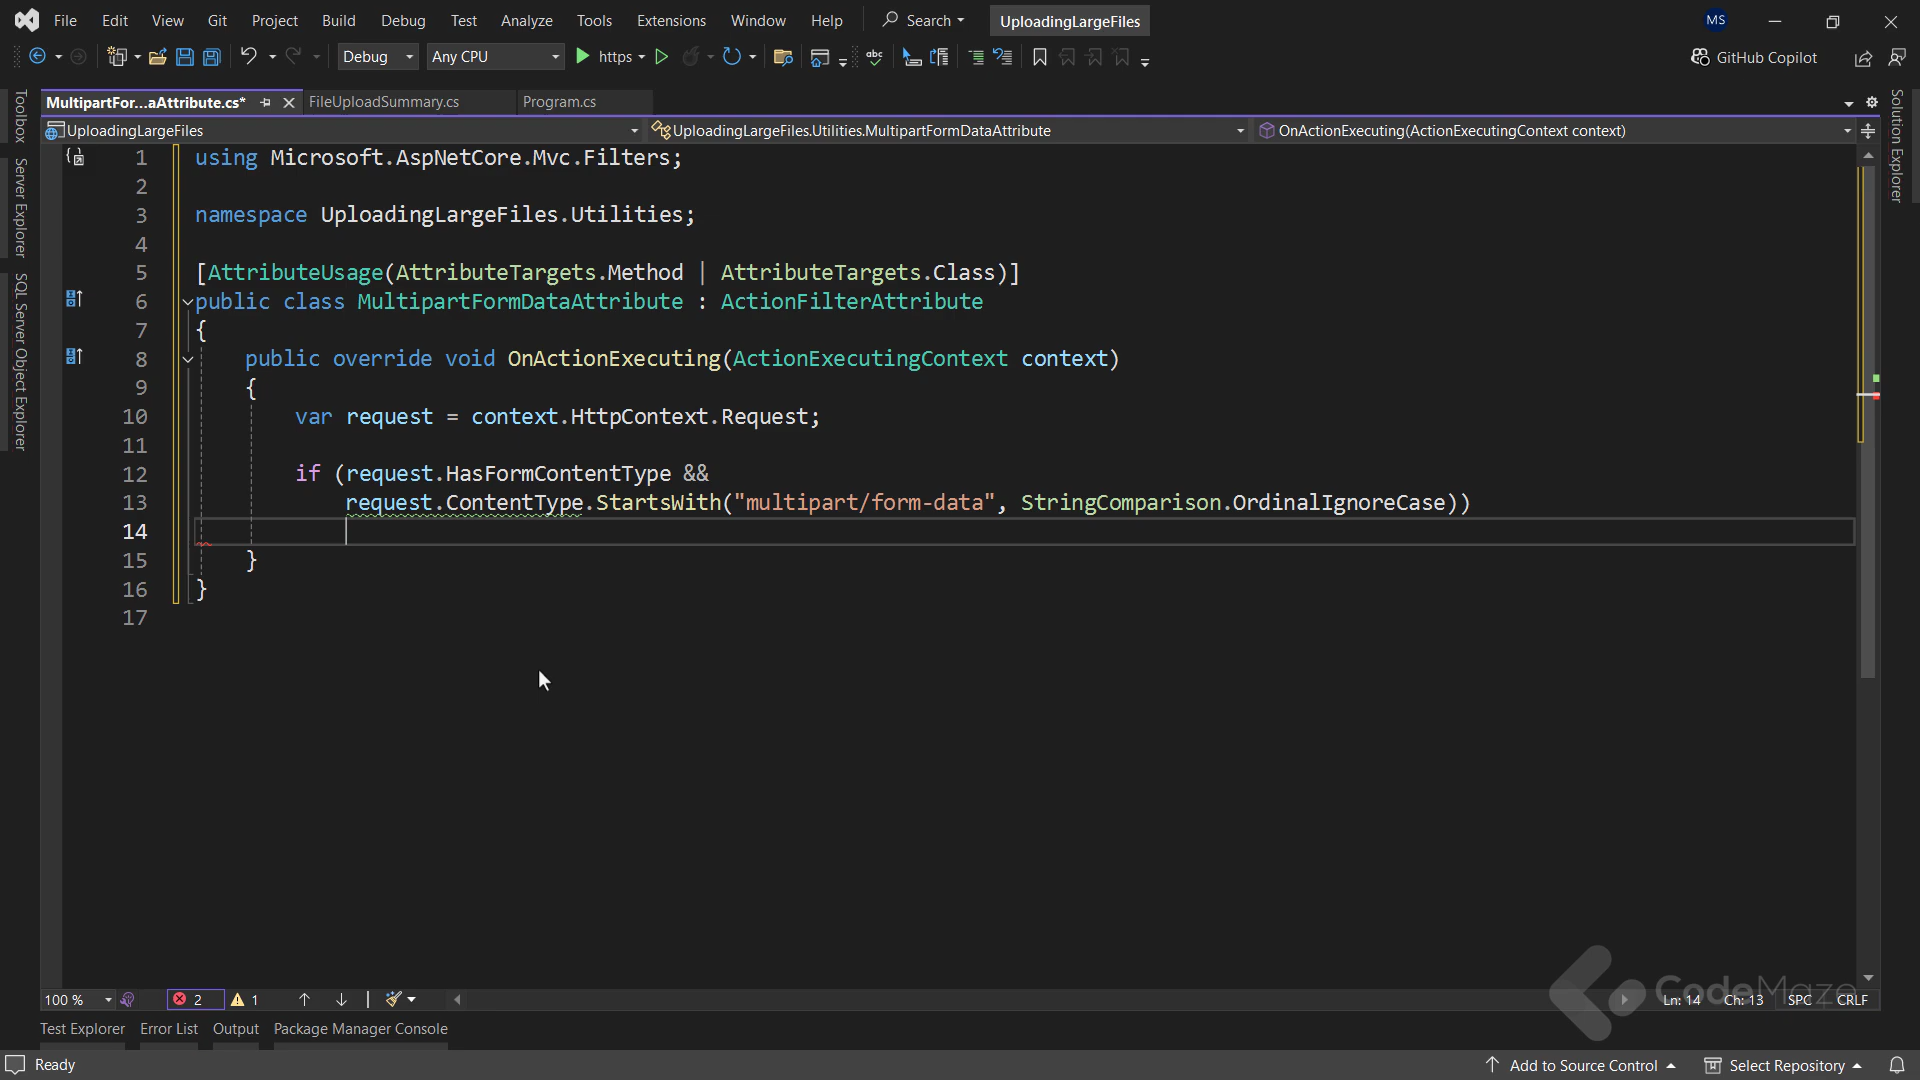 File Edit View Git Project Build Debug Test Analyze Tools Extensions Window Help Search UploadingLargeFiles MS
Debug Any CPU https abc GitHub Copilot
MultipartFor...aAttribute.cs* FileUploadSummary.cs Program.cs
UploadingLargeFiles UploadingLargeFiles.Utilities.MultipartFormDataAttribute OnActionExecuting(ActionExecutingContext context)
Toolbox
Server Explorer
SQL Server Object Explorer
Solution Explorer
1 using Microsoft.AspNetCore.Mvc.Filters;
2
3 namespace UploadingLargeFiles.Utilities;
4
5 [AttributeUsage(AttributeTargets.Method | AttributeTargets.Class)]
6 public class MultipartFormDataAttribute : ActionFilterAttribute
7 {
8 public override void OnActionExecuting(ActionExecutingContext context)
9 {
10 var request = context.HttpContext.Request;
11
12 if (request.HasFormContentType &&
13 request.ContentType.StartsWith("multipart/form-data", StringComparison.OrdinalIgnoreCase))
14
15 }
16 }
17
CodeMaze
100 % 2 1 Ln: 14 Ch: 13 SPC CRLF
Test Explorer Error List Output Package Manager Console
Ready Add to Source Control Select Repository